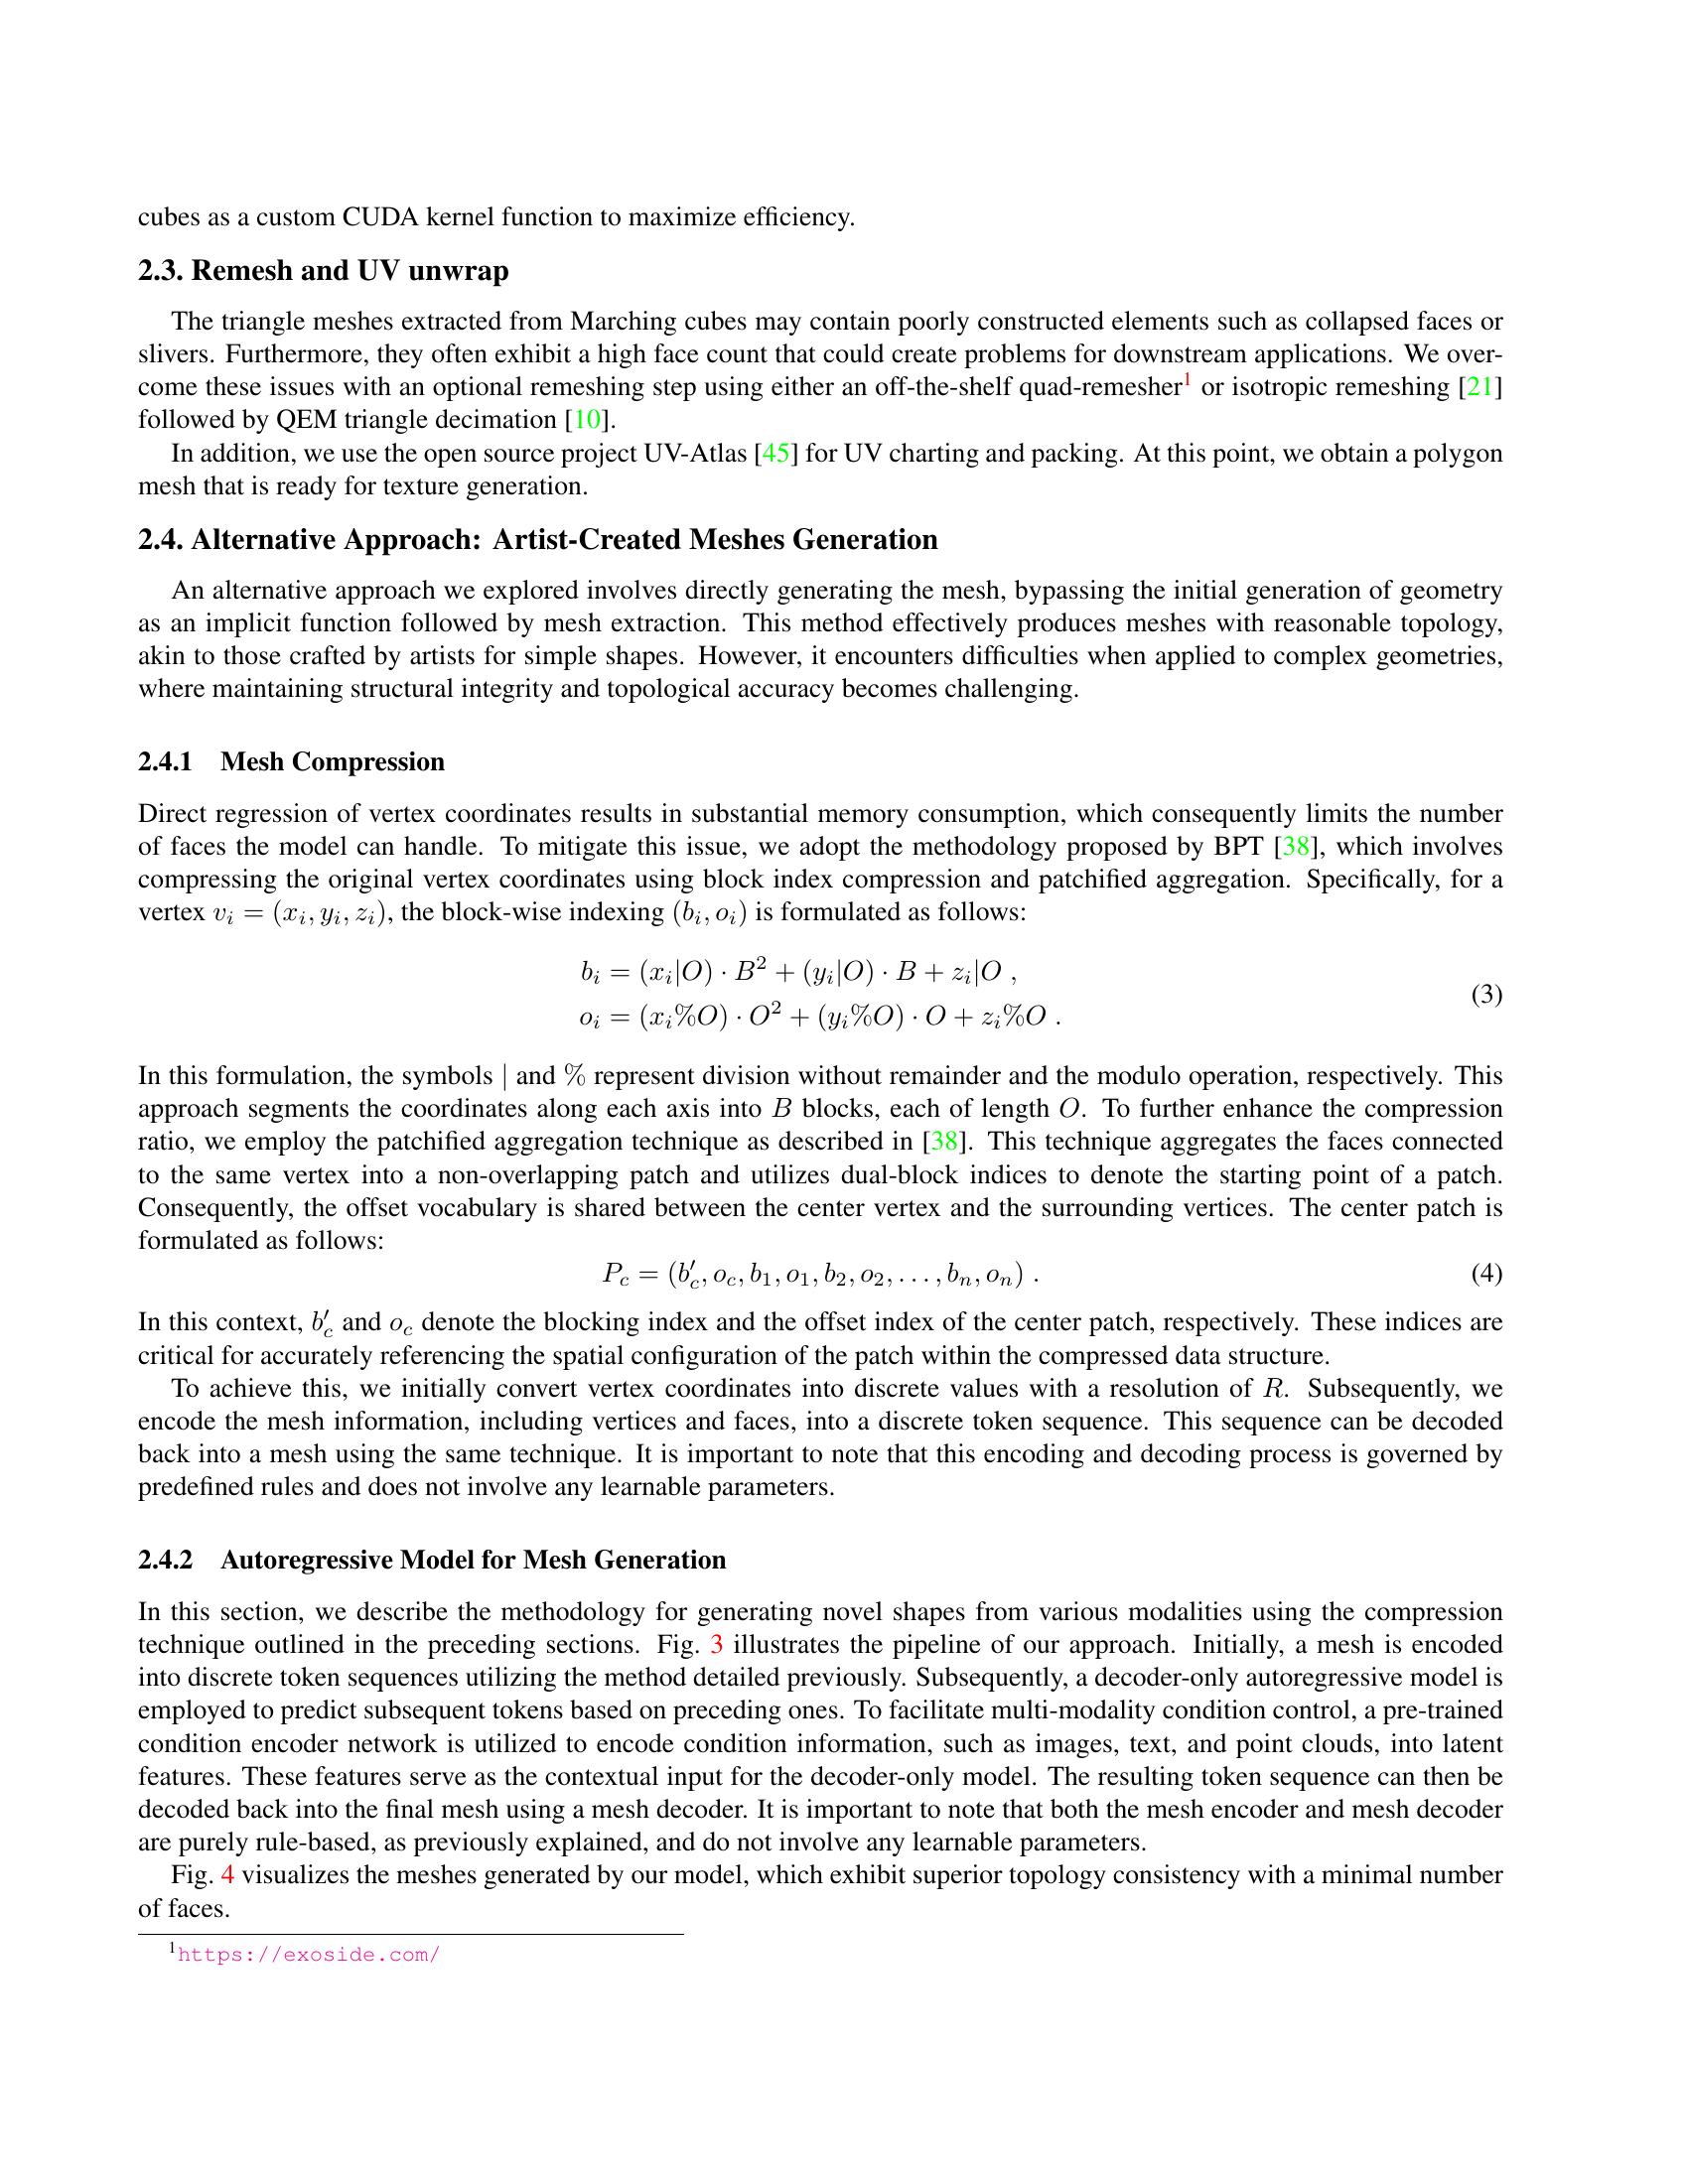 cubes as a custom CUDA kernel function to maximize efficiency.
2.3. Remesh and UV unwrap
The triangle meshes extracted from Marching cubes may contain poorly constructed elements such as collapsed faces or
slivers. Furthermore, they often exhibit a high face count that could create problems for downstream applications. We over-
come these issues with an optional remeshing step using either an off-the-shelf quad-remesher¹ or isotropic remeshing [21]
followed by QEM triangle decimation [10].
In addition, we use the open source project UV-Atlas [45] for UV charting and packing. At this point, we obtain a polygon
mesh that is ready for texture generation.
2.4. Alternative Approach: Artist-Created Meshes Generation
An alternative approach we explored involves directly generating the mesh, bypassing the initial generation of geometry
as an implicit function followed by mesh extraction. This method effectively produces meshes with reasonable topology,
akin to those crafted by artists for simple shapes. However, it encounters difficulties when applied to complex geometries,
where maintaining structural integrity and topological accuracy becomes challenging.
2.4.1 Mesh Compression
Direct regression of vertex coordinates results in substantial memory consumption, which consequently limits the number
of faces the model can handle. To mitigate this issue, we adopt the methodology proposed by BPT [38], which involves
compressing the original vertex coordinates using block index compression and patchified aggregation. Specifically, for a
vertex $v_i = (x_i, y_i, z_i)$, the block-wise indexing $(b_i, o_i)$ is formulated as follows:
$b_i = (x_i|O) \cdot B^2 + (y_i|O) \cdot B + z_i|O$ ,
$o_i = (x_i\%O) \cdot O^2 + (y_i\%O) \cdot O + z_i\%O$ .
(3)
In this formulation, the symbols | and % represent division without remainder and the modulo operation, respectively. This
approach segments the coordinates along each axis into $B$ blocks, each of length $O$. To further enhance the compression
ratio, we employ the patchified aggregation technique as described in [38]. This technique aggregates the faces connected
to the same vertex into a non-overlapping patch and utilizes dual-block indices to denote the starting point of a patch.
Consequently, the offset vocabulary is shared between the center vertex and the surrounding vertices. The center patch is
formulated as follows:
$P_c = (b'_c, o_c, b_1, o_1, b_2, o_2, \ldots, b_n, o_n)$ . (4)
In this context, $b'_c$ and $o_c$ denote the blocking index and the offset index of the center patch, respectively. These indices are
critical for accurately referencing the spatial configuration of the patch within the compressed data structure.
To achieve this, we initially convert vertex coordinates into discrete values with a resolution of $R$. Subsequently, we
encode the mesh information, including vertices and faces, into a discrete token sequence. This sequence can be decoded
back into a mesh using the same technique. It is important to note that this encoding and decoding process is governed by
predefined rules and does not involve any learnable parameters.
2.4.2 Autoregressive Model for Mesh Generation
In this section, we describe the methodology for generating novel shapes from various modalities using the compression
technique outlined in the preceding sections. Fig. 3 illustrates the pipeline of our approach. Initially, a mesh is encoded
into discrete token sequences utilizing the method detailed previously. Subsequently, a decoder-only autoregressive model is
employed to predict subsequent tokens based on preceding ones. To facilitate multi-modality condition control, a pre-trained
condition encoder network is utilized to encode condition information, such as images, text, and point clouds, into latent
features. These features serve as the contextual input for the decoder-only model. The resulting token sequence can then be
decoded back into the final mesh using a mesh decoder. It is important to note that both the mesh encoder and mesh decoder
are purely rule-based, as previously explained, and do not involve any learnable parameters.
Fig. 4 visualizes the meshes generated by our model, which exhibit superior topology consistency with a minimal number
of faces.
¹https://exoside.com/